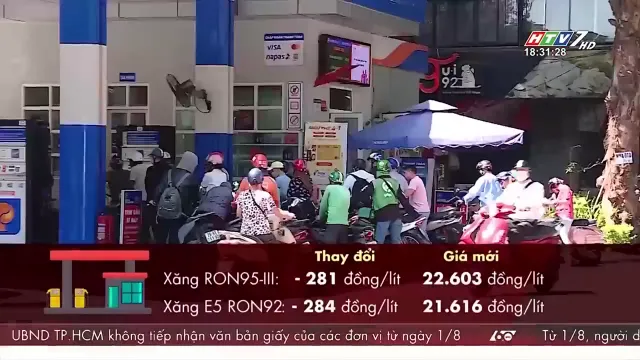 VISA
napas
HTV7 HD
18:31:28
Tụi
92
Thay đổi Giá mới
Xăng RON95-III: - 281 đồng/lít 22.603 đồng/lít
Xăng E5 RON92: - 284 đồng/lít 21.616 đồng/lít
UBND TP.HCM không tiếp nhận văn bản giấy của các đơn vị từ ngày 1/8 Từ 1/8, người d